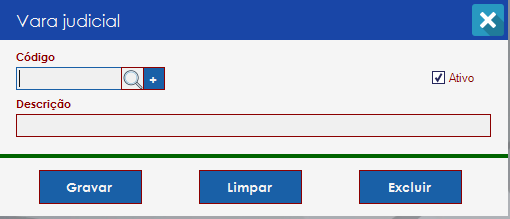 Vara judicial
Código
+
Ativo
Descrição
Gravar Limpar Excluir